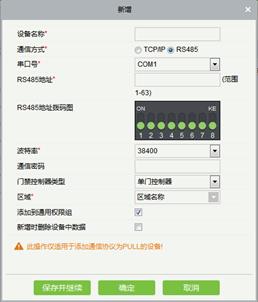 新增
设备名称*
通信方式* TCP/IP RS485
串口号* COM1
RS485地址* (范围
1-63)
RS485地址拨码图
ON KE
1 2 3 4 5 6 7 8
波特率* 38400
通信密码
门禁控制器类型 单门控制器
区域* 区域名称
添加到通用权限组
新增时删除设备中数据
此操作仅适用于添加通信协议为PULL的设备!
保存并继续 确定 取消